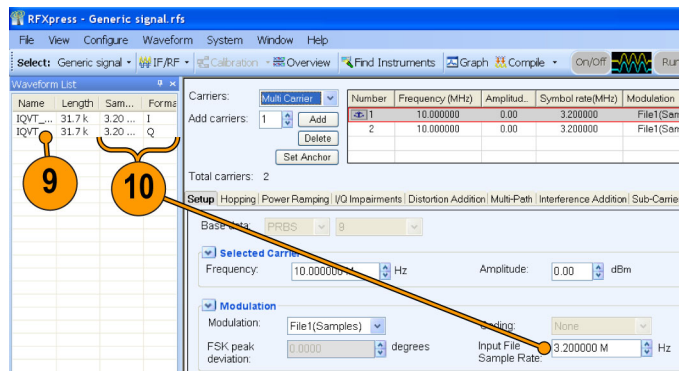 RFXpress - Generic signal.rfs
File View Configure Waveform System Window Help
Select: Generic signal IF/RF Calibration Overview Find Instruments Graph Compile On/Off Run
Waveform List
Name Length Sam... Forma
IQVT_... 31.7 k 3.20 ... I
IQVT_... 31.7 k 3.20 ... Q
9
10
Carriers: Multi Carrier
Add carriers: 1 Add
Delete
Set Anchor
Total carriers: 2
Number Frequency (MHz) Amplitud.. Symbol rate(MHz) Modulation
1 10.000000 0.00 3.200000 File1(Sam
2 10.000000 0.00 3.200000 File1(Sam
Setup Hopping Power Ramping I/Q Impairments Distortion Addition Multi-Path Interference Addition Sub-Carrie
Base data: PRBS 9
Selected Carrier
Frequency: 10.000000 M Hz Amplitude: 0.00 dBm
Modulation
Modulation: File1(Samples) Coding: None
FSK peak deviation: 0.0000 degrees Input File Sample Rate: 3.200000 M Hz